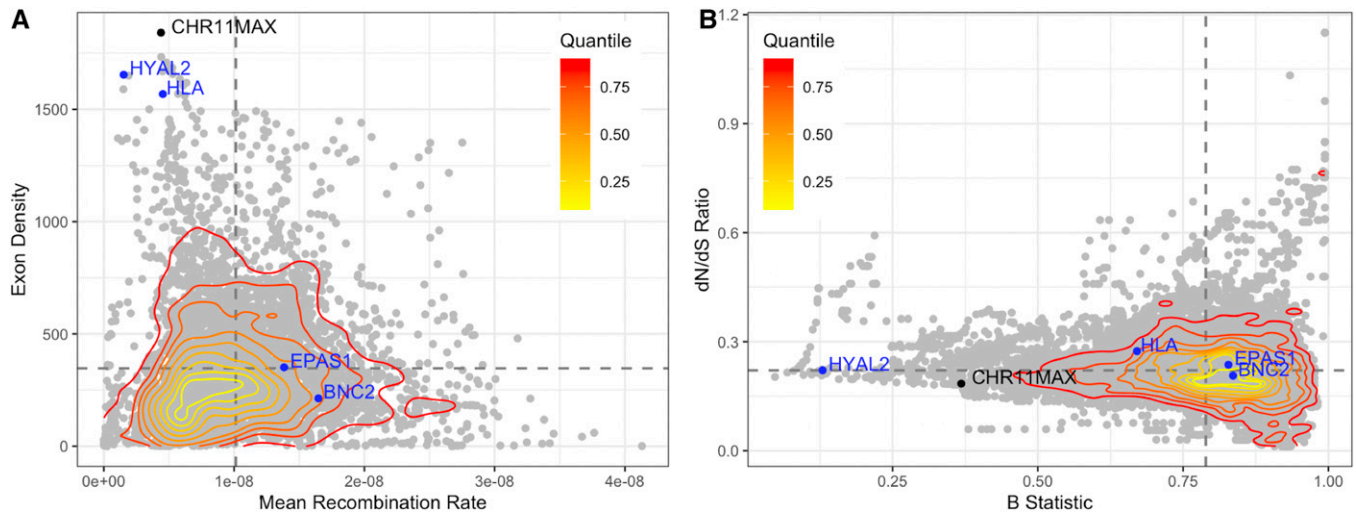 A
CHR11MAX
HYAL2
HLA
Quantile
0.75
0.50
0.25
EPAS1
BNC2
1500
1000
500
0
Exon Density
0e+00
1e-08
2e-08
3e-08
4e-08
Mean Recombination Rate
B
Quantile
0.75
0.50
0.25
HLA
HYAL2
CHR11MAX
EPAS1
BNC2
1.2
0.9
0.6
0.3
0.0
dN/dS Ratio
0.25
0.50
0.75
1.00
B Statistic